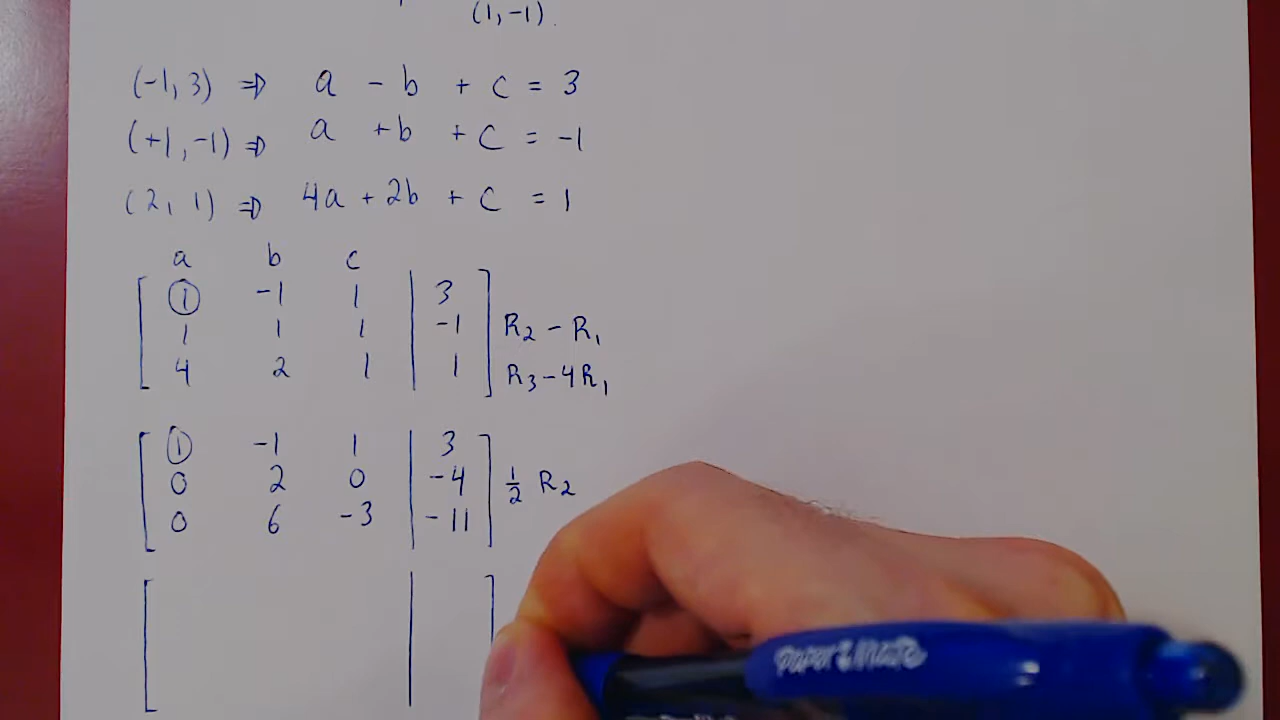 (1, -1)
(-1, 3) ⇒ a - b + c = 3
(+1, -1) ⇒ a + b + c = -1
(2, 1) ⇒ 4a + 2b + c = 1
a b c
1 -1 1 | 3
1 1 1 | -1 R₂ - R₁
4 2 1 | 1 R₃ - 4R₁
1 -1 1 | 3
0 2 0 | -4 1/2 R₂
0 6 -3 | -11
Paper Mate